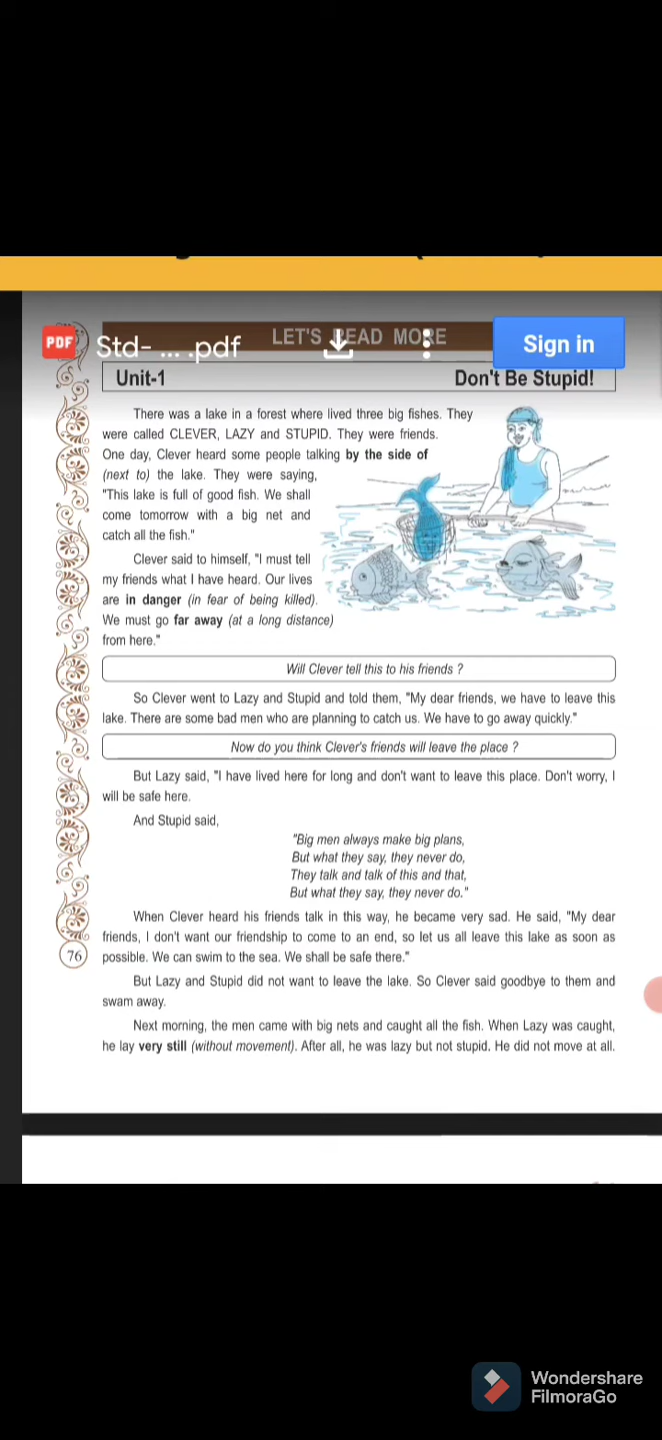 PDF Std- ... .pdf LET'S READ MORE Sign in
Unit-1 Don't Be Stupid!
There was a lake in a forest where lived three big fishes. They
were called CLEVER, LAZY and STUPID. They were friends.
One day, Clever heard some people talking by the side of
(next to) the lake. They were saying,
"This lake is full of good fish. We shall
come tomorrow with a big net and
catch all the fish."
Clever said to himself, "I must tell
my friends what I have heard. Our lives
are in danger (in fear of being killed).
We must go far away (at a long distance)
from here."
Will Clever tell this to his friends ?
So Clever went to Lazy and Stupid and told them, "My dear friends, we have to leave this
lake. There are some bad men who are planning to catch us. We have to go away quickly."
Now do you think Clever's friends will leave the place ?
But Lazy said, "I have lived here for long and don't want to leave this place. Don't worry, I
will be safe here.
And Stupid said,
"Big men always make big plans,
But what they say, they never do,
They talk and talk of this and that,
But what they say, they never do."
When Clever heard his friends talk in this way, he became very sad. He said, "My dear
friends, I don't want our friendship to come to an end, so let us all leave this lake as soon as
76 possible. We can swim to the sea. We shall be safe there."
But Lazy and Stupid did not want to leave the lake. So Clever said goodbye to them and
swam away.
Next morning, the men came with big nets and caught all the fish. When Lazy was caught,
he lay very still (without movement). After all, he was lazy but not stupid. He did not move at all.
Wondershare
FilmoraGo